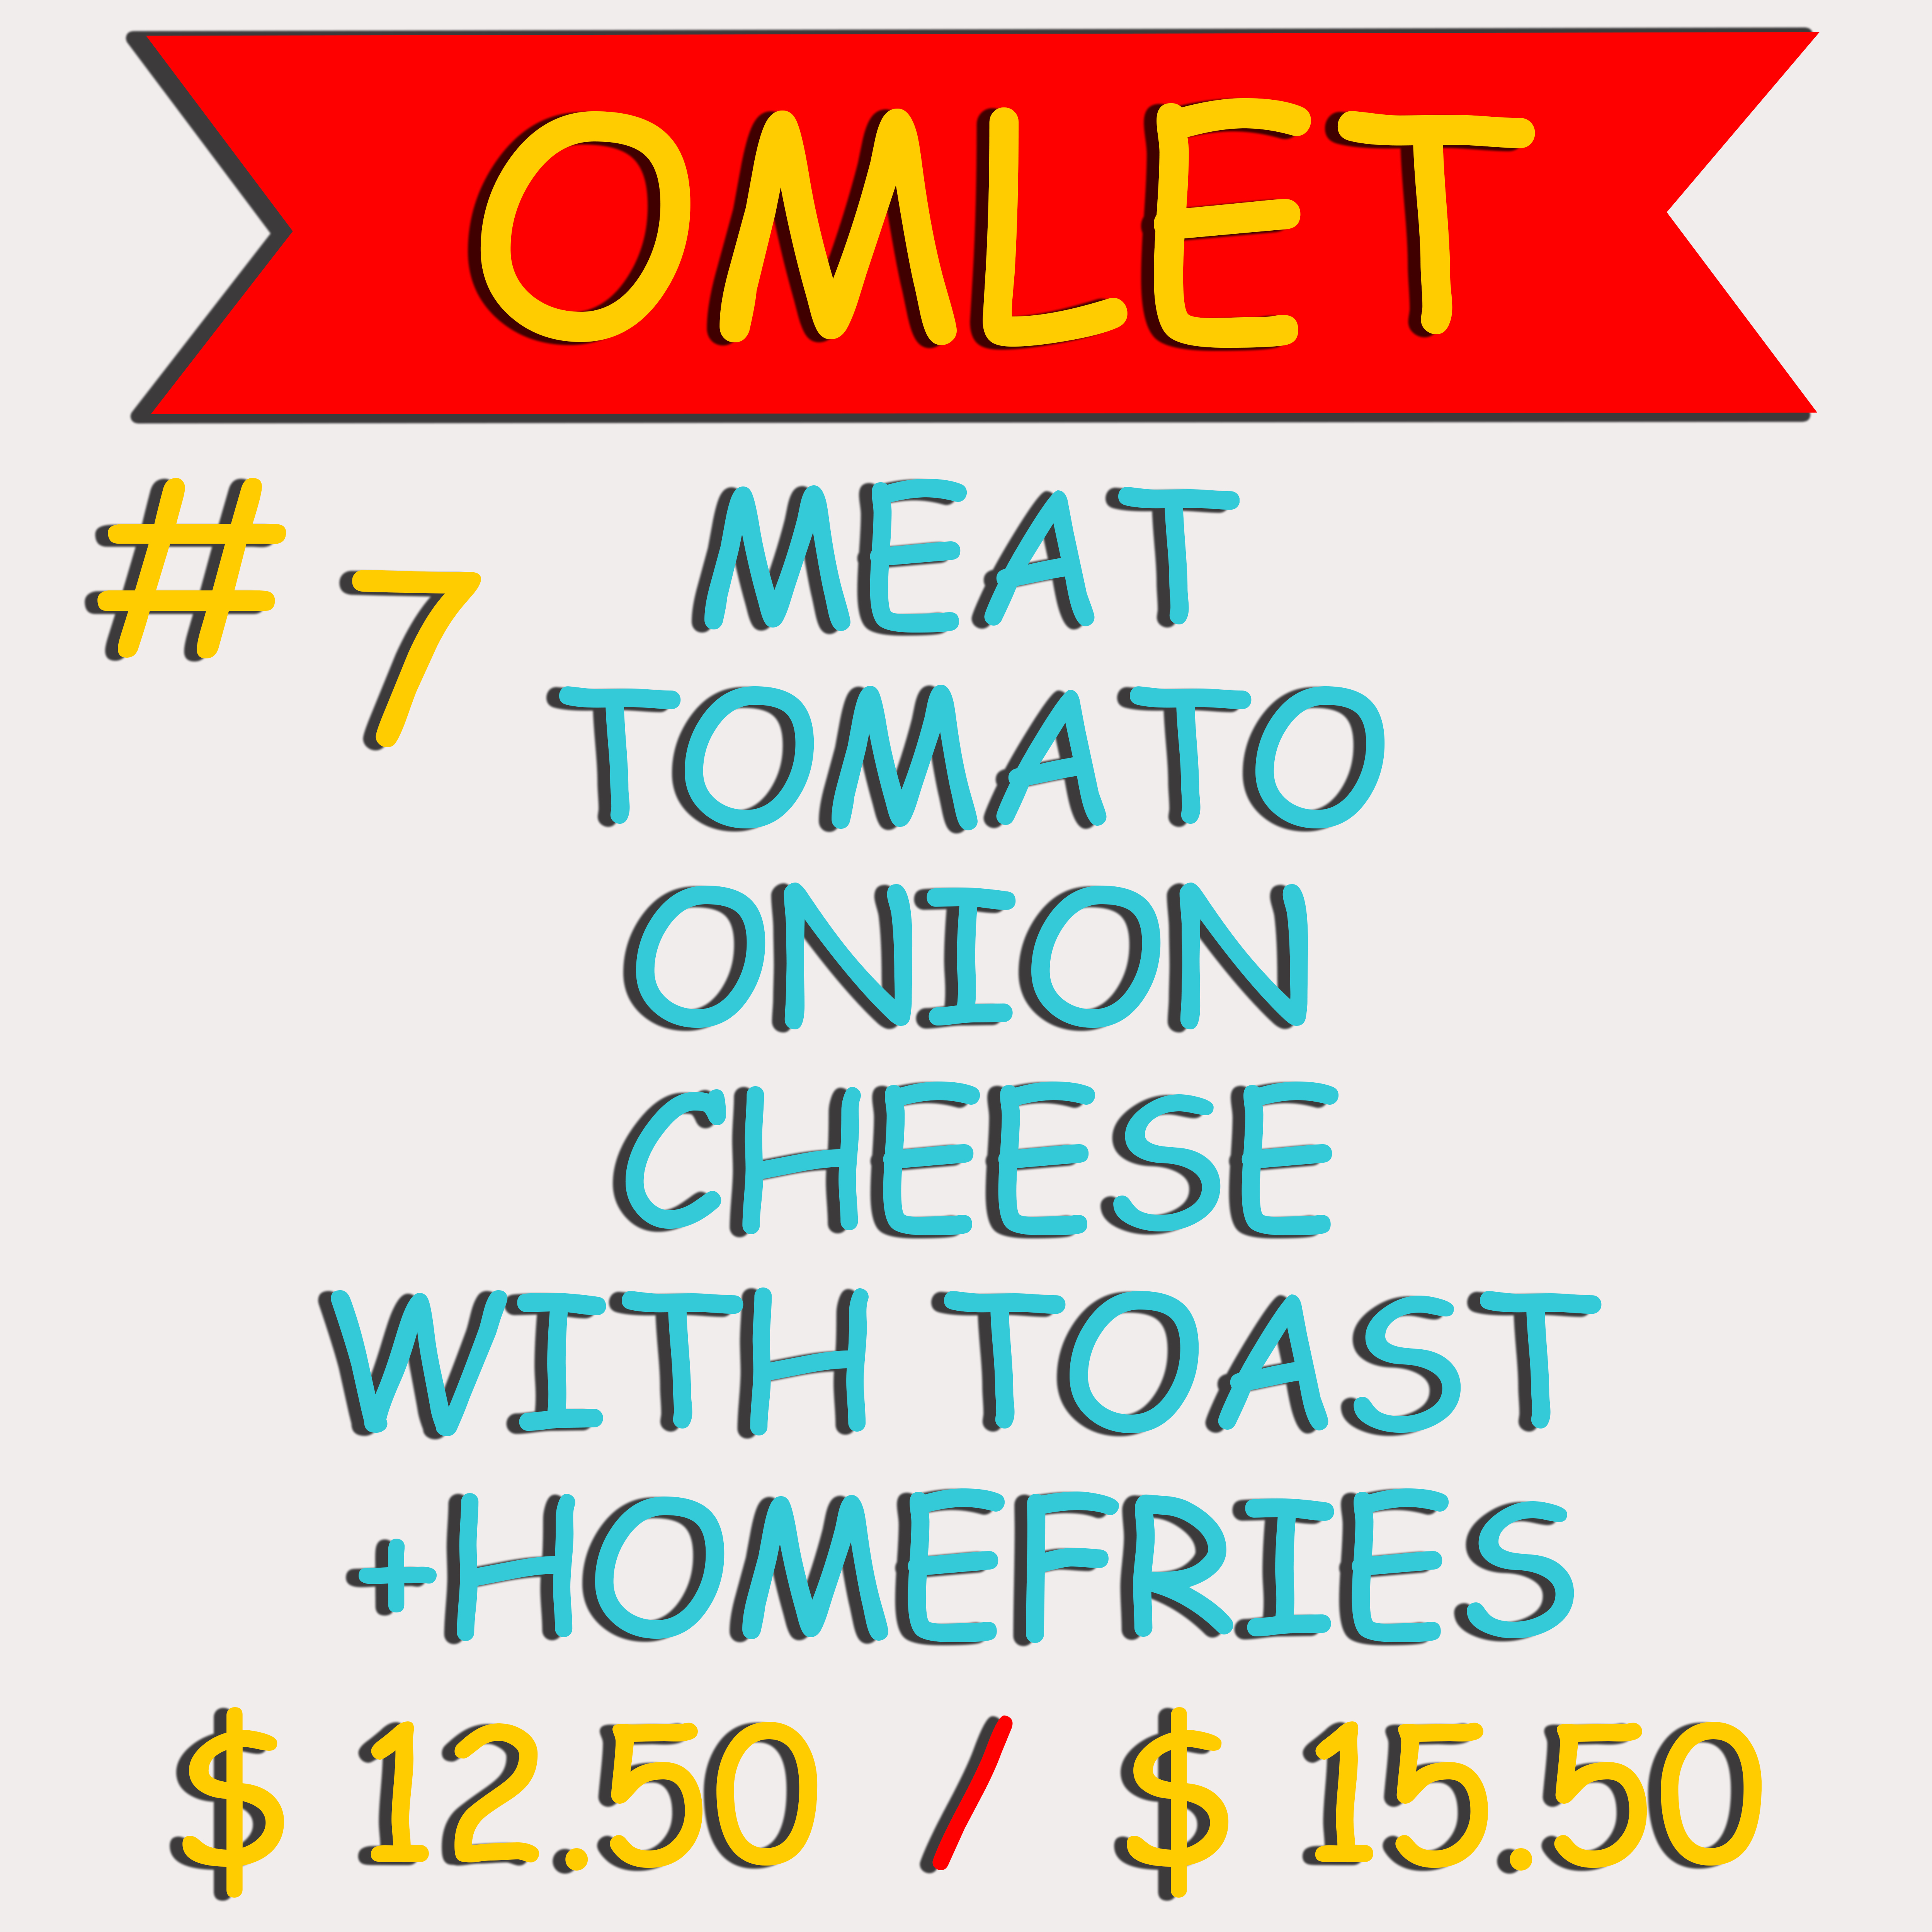 OMLET
#7
MEAT
TOMATO
ONION
CHEESE
WITH TOAST
+HOMEFRIES
$ 12.50 / $ 15.50